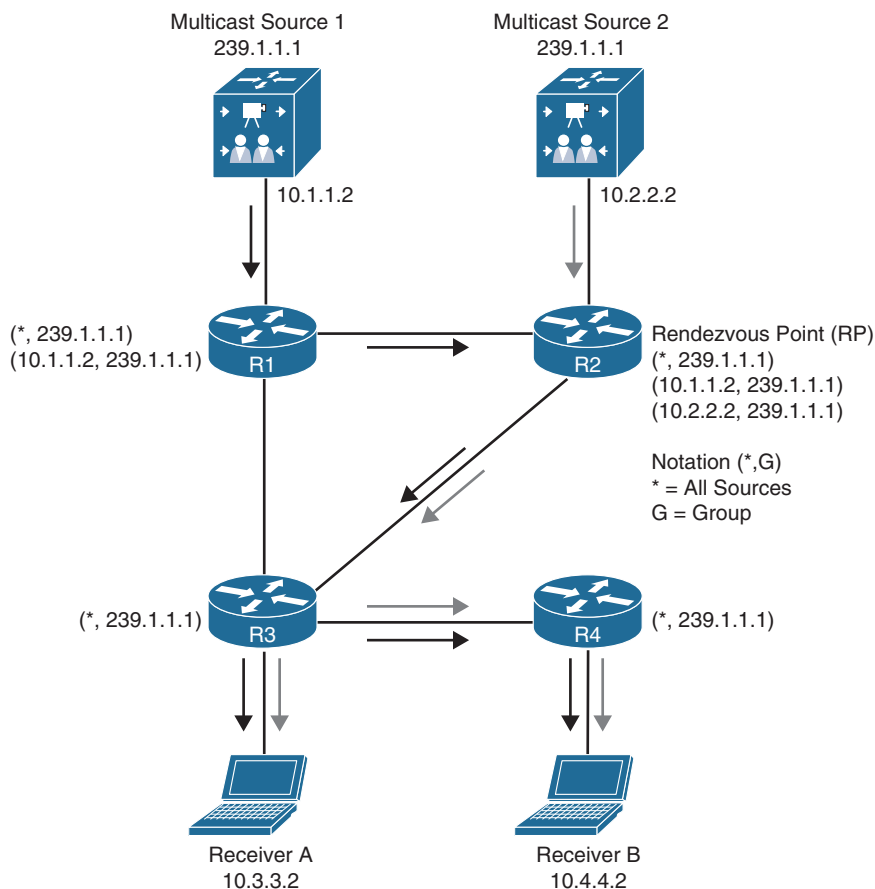 Multicast Source 1
239.1.1.1
Multicast Source 2
239.1.1.1
10.1.1.2
10.2.2.2
(*, 239.1.1.1)
(10.1.1.2, 239.1.1.1)
R1
R2
Rendezvous Point (RP)
(*, 239.1.1.1)
(10.1.1.2, 239.1.1.1)
(10.2.2.2, 239.1.1.1)
Notation (*,G)
* = All Sources
G = Group
(*, 239.1.1.1)
R3
R4
(*, 239.1.1.1)
Receiver A
10.3.3.2
Receiver B
10.4.4.2